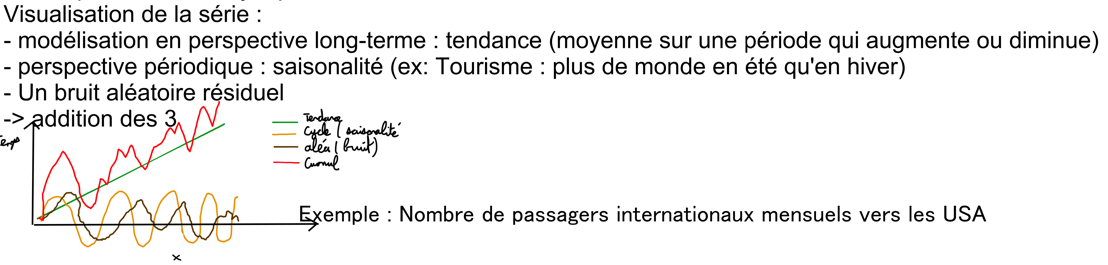 Visualisation de la série :
- modélisation en perspective long-terme : tendance (moyenne sur une période qui augmente ou diminue)
- perspective périodique : saisonalité (ex: Tourisme : plus de monde en été qu'en hiver)
- Un bruit aléatoire résiduel
-> addition des 3
Tendance
Cycle / saisonalité
aléa (bruit)
Cumul
Exemple : Nombre de passagers internationaux mensuels vers les USA
x